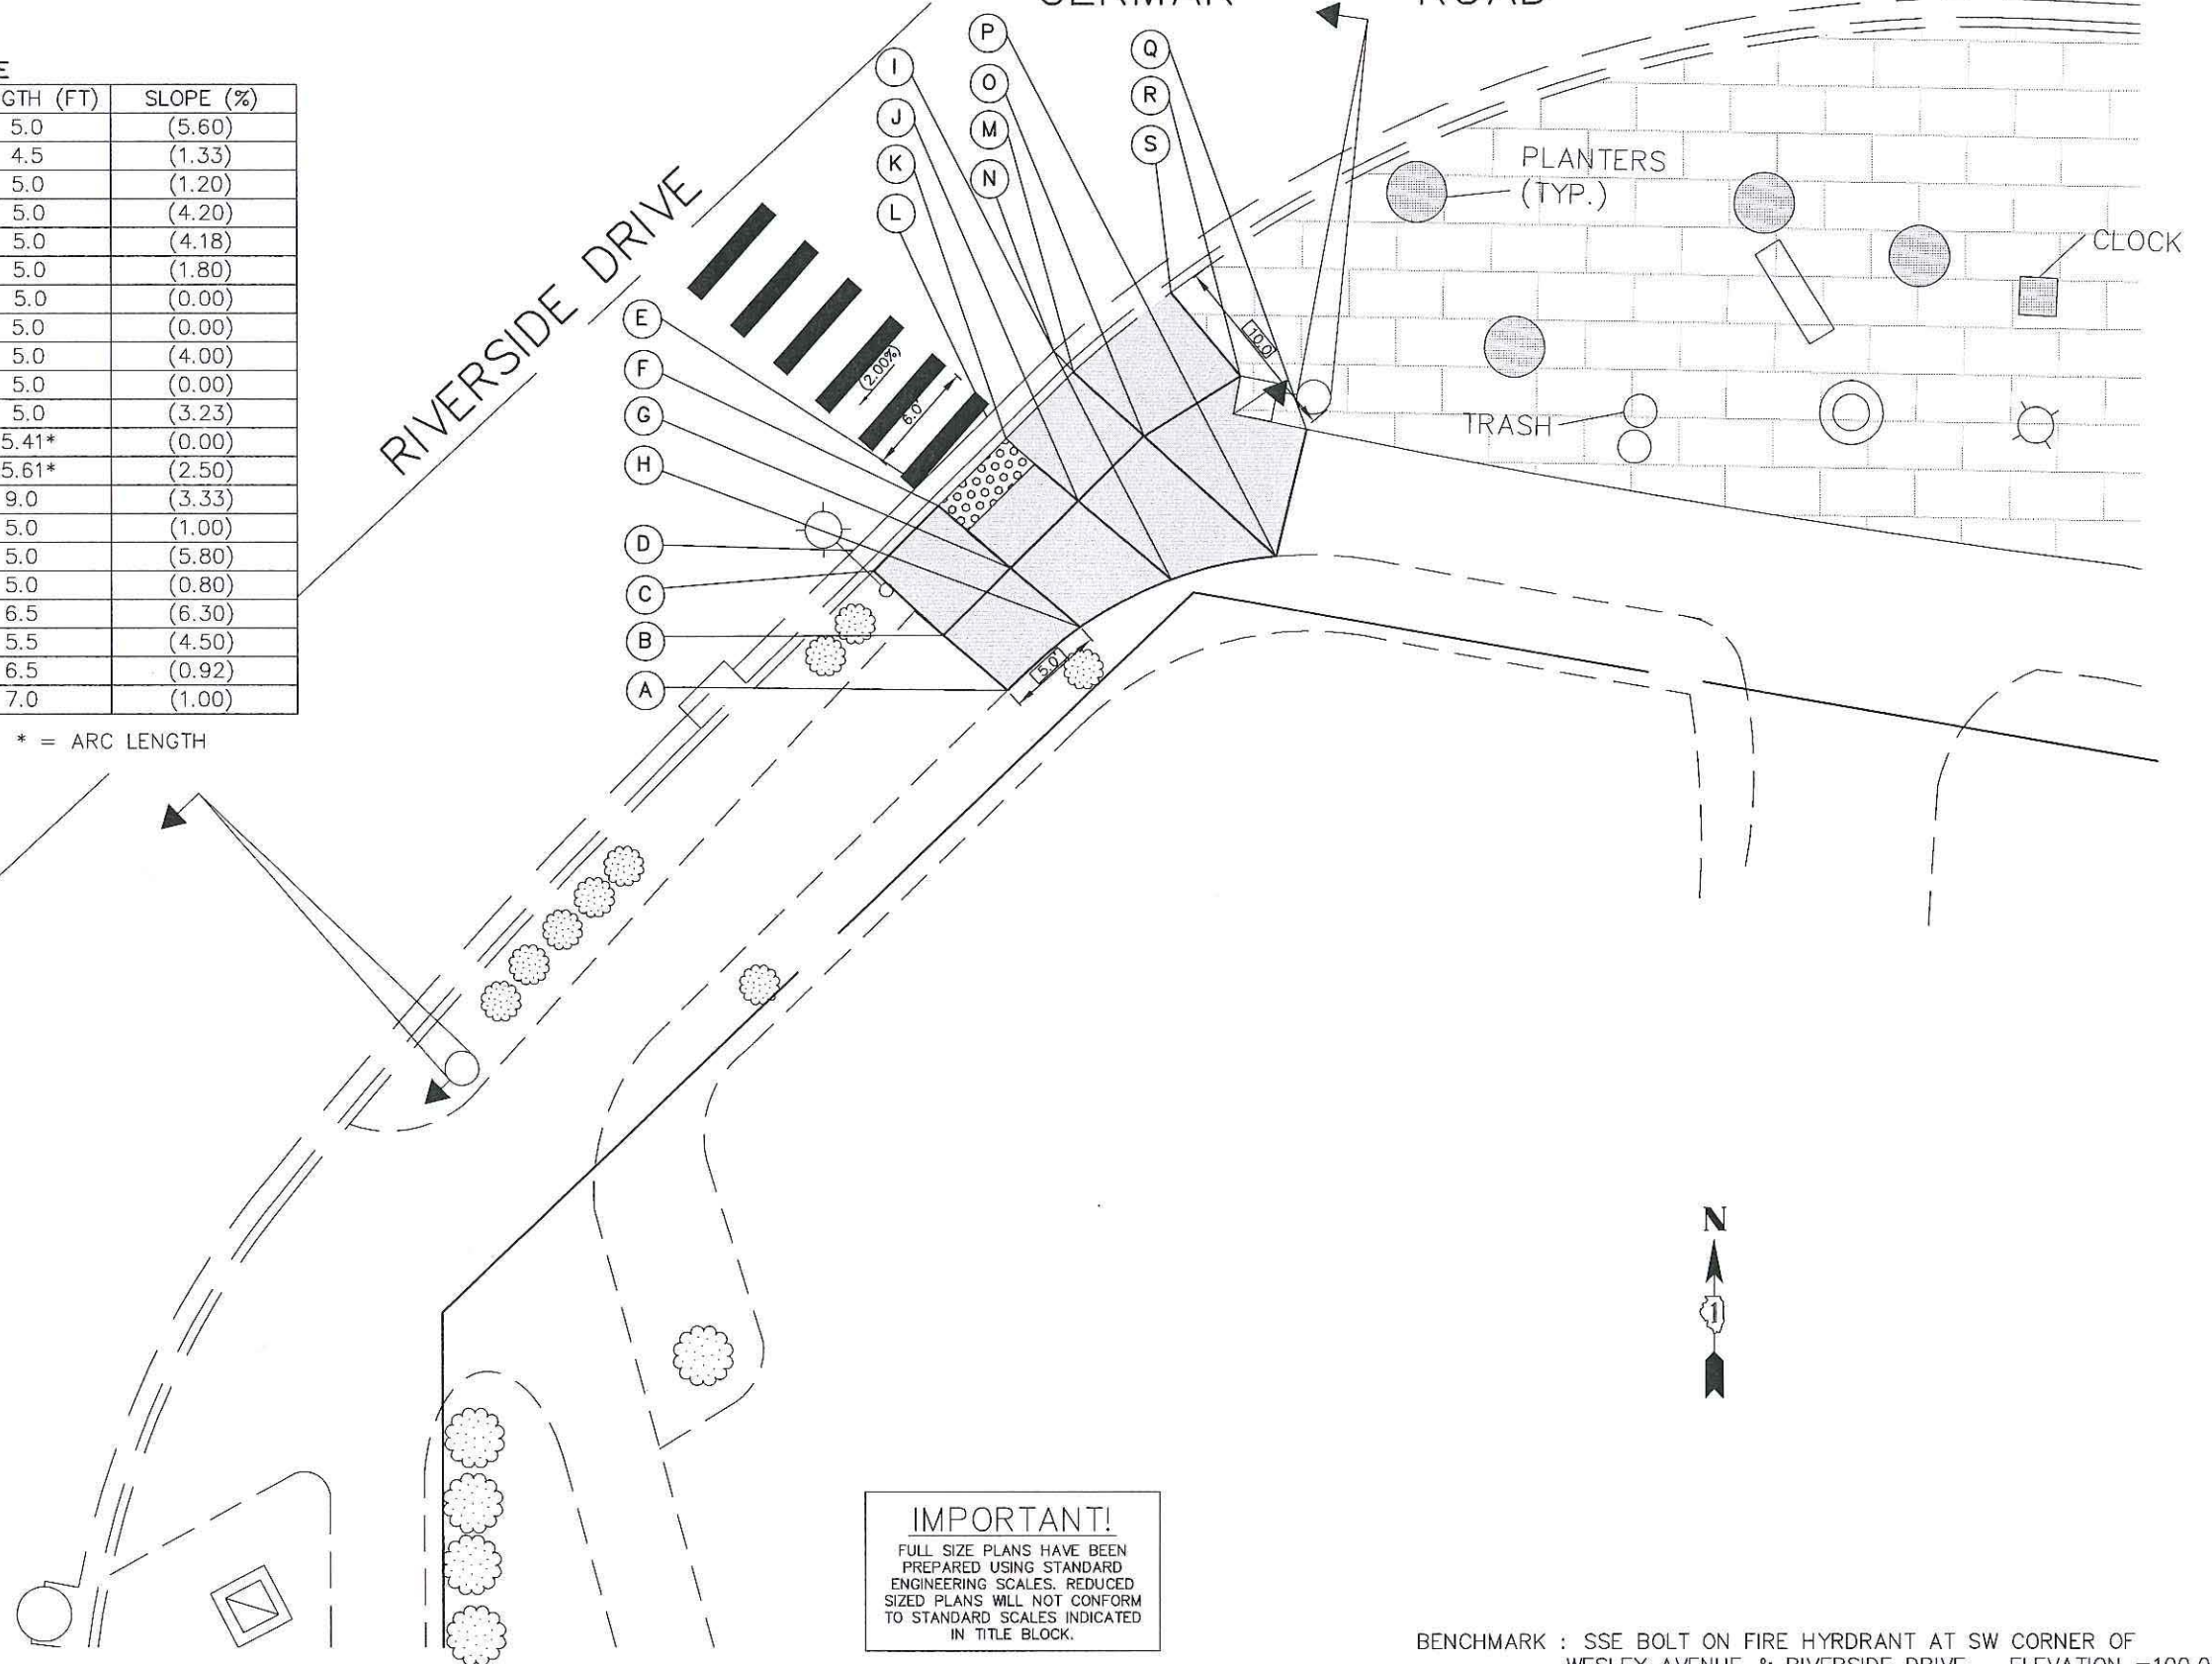 ROAD
E
GTH (FT) SLOPE (%)
5.0 (5.60)
4.5 (1.33)
5.0 (1.20)
5.0 (4.20)
5.0 (4.18)
5.0 (1.80)
5.0 (0.00)
5.0 (0.00)
5.0 (4.00)
5.0 (0.00)
5.0 (3.23)
5.41* (0.00)
5.61* (2.50)
9.0 (3.33)
5.0 (1.00)
5.0 (5.80)
5.0 (0.80)
6.5 (6.30)
5.5 (4.50)
6.5 (0.92)
7.0 (1.00)
* = ARC LENGTH
RIVERSIDE DRIVE
P
I
O
J
M
K
N
L
Q
R
S
E
F
G
H
D
C
B
A
(2.00%)
6.0'
10.0
5.0'
PLANTERS
(TYP.)
CLOCK
TRASH
N
1
IMPORTANT!
FULL SIZE PLANS HAVE BEEN
PREPARED USING STANDARD
ENGINEERING SCALES. REDUCED
SIZED PLANS WILL NOT CONFORM
TO STANDARD SCALES INDICATED
IN TITLE BLOCK.
BENCHMARK : SSE BOLT ON FIRE HYRDRANT AT SW CORNER OF
WESLEY AVENUE & RIVERSIDE DRIVE ELEVATION =100.0